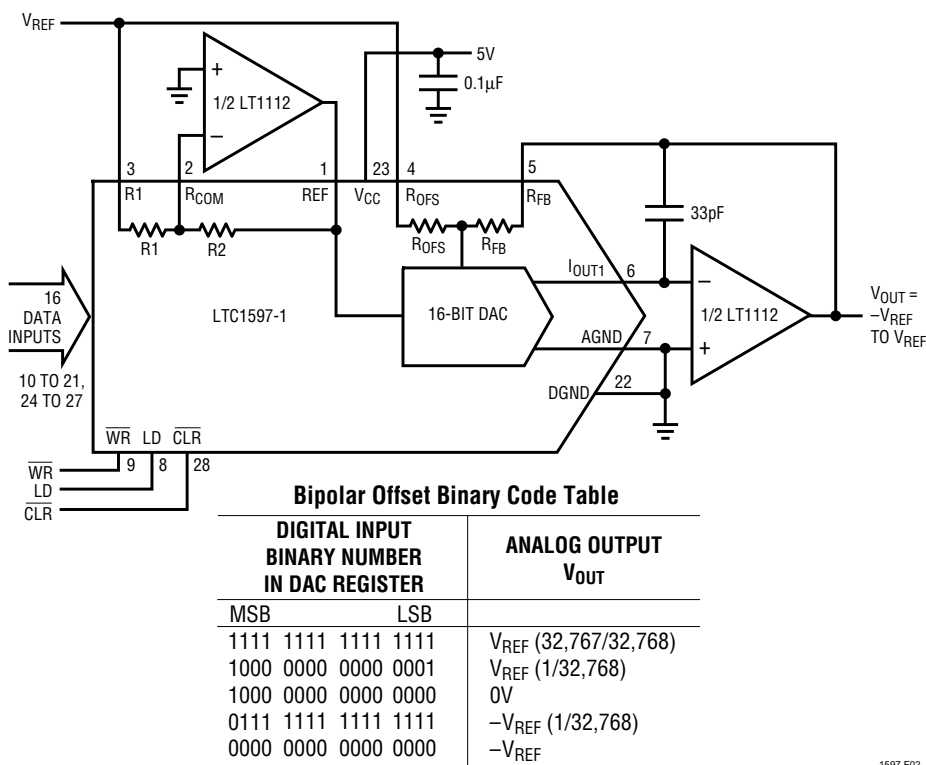 VREF
5V
0.1µF
+
1/2 LT1112
–
3 2 1 23 4 5
R1 RCOM REF VCC ROFS RFB
33pF
R1 R2 ROFS RFB
IOUT1 6
–
16
DATA
INPUTS
LTC1597-1
16-BIT DAC
1/2 LT1112
VOUT =
–VREF
TO VREF
AGND 7
+
10 TO 21,
24 TO 27
DGND 22
WR LD CLR
9 8 28
WR
LD
CLR
Bipolar Offset Binary Code Table
DIGITAL INPUT
BINARY NUMBER
IN DAC REGISTER
ANALOG OUTPUT
VOUT
MSB LSB
1111 1111 1111 1111 VREF (32,767/32,768)
1000 0000 0000 0001 VREF (1/32,768)
1000 0000 0000 0000 0V
0111 1111 1111 1111 –VREF (1/32,768)
0000 0000 0000 0000 –VREF
1597 F02